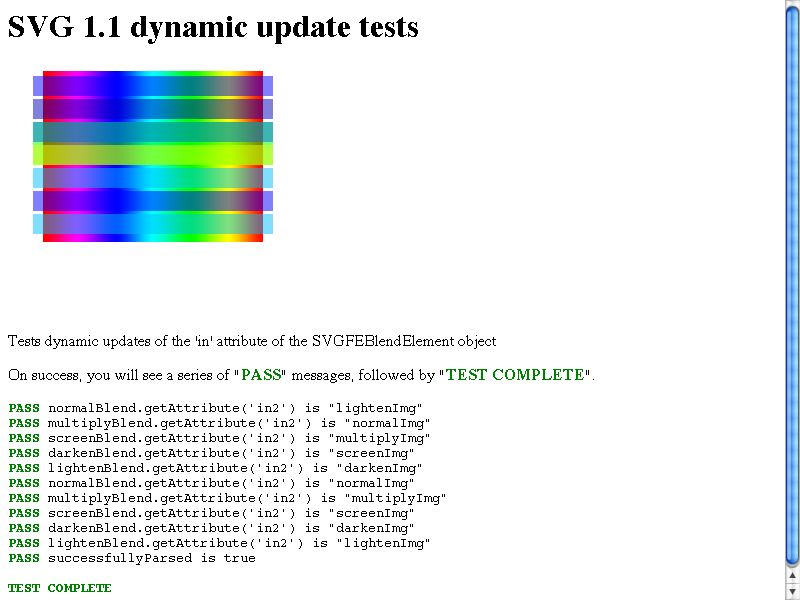 SVG 1.1 dynamic update tests
Tests dynamic updates of the 'in' attribute of the SVGFEBlendElement object
On success, you will see a series of "PASS" messages, followed by "TEST COMPLETE".
PASS normalBlend.getAttribute('in2') is "lightenImg"
PASS multiplyBlend.getAttribute('in2') is "normalImg"
PASS screenBlend.getAttribute('in2') is "multiplyImg"
PASS darkenBlend.getAttribute('in2') is "screenImg"
PASS lightenBlend.getAttribute('in2') is "darkenImg"
PASS normalBlend.getAttribute('in2') is "normalImg"
PASS multiplyBlend.getAttribute('in2') is "multiplyImg"
PASS screenBlend.getAttribute('in2') is "screenImg"
PASS darkenBlend.getAttribute('in2') is "darkenImg"
PASS lightenBlend.getAttribute('in2') is "lightenImg"
PASS successfullyParsed is true
TEST COMPLETE